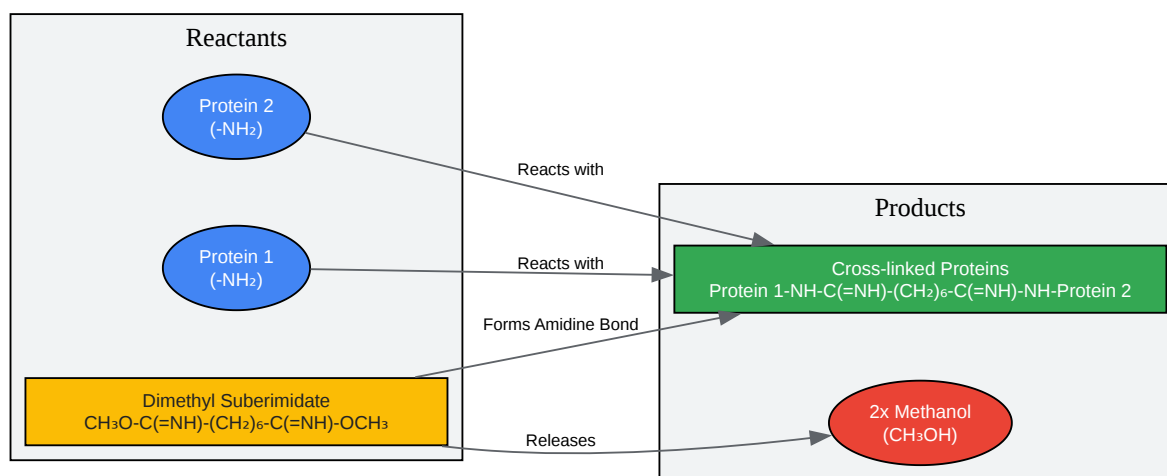 Reactants
Protein 2
(-NH₂)
Reacts with
Products
Protein 1
(-NH₂)
Reacts with
Cross-linked Proteins
Protein 1-NH-C(=NH)-(CH₂)₆-C(=NH)-NH-Protein 2
Forms Amidine Bond
Dimethyl Suberimidate
CH₃O-C(=NH)-(CH₂)₆-C(=NH)-OCH₃
Releases
2x Methanol
(CH₃OH)